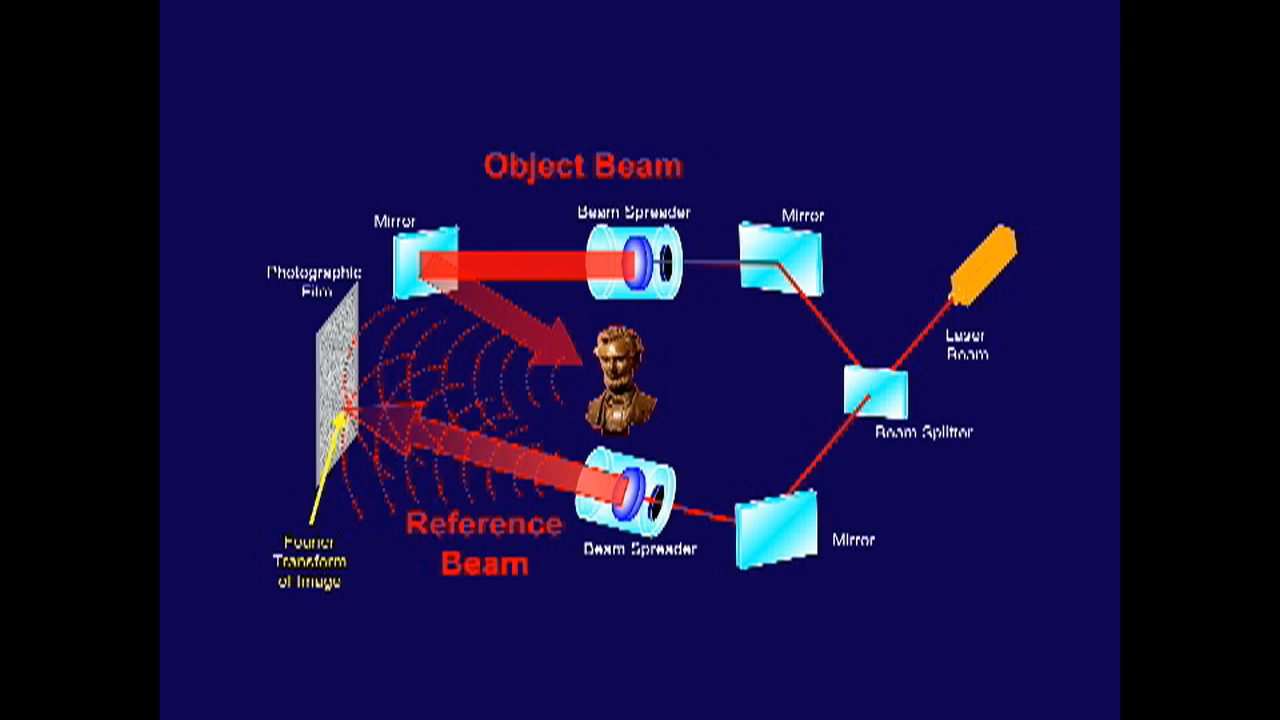 Object Beam
Beam Spreader
Mirror
Mirror
Photographic
Film
Laser
Beam
Beam Splitter
Reference
Beam
Beam Spreader
Mirror
Fourier
Transform
of Image